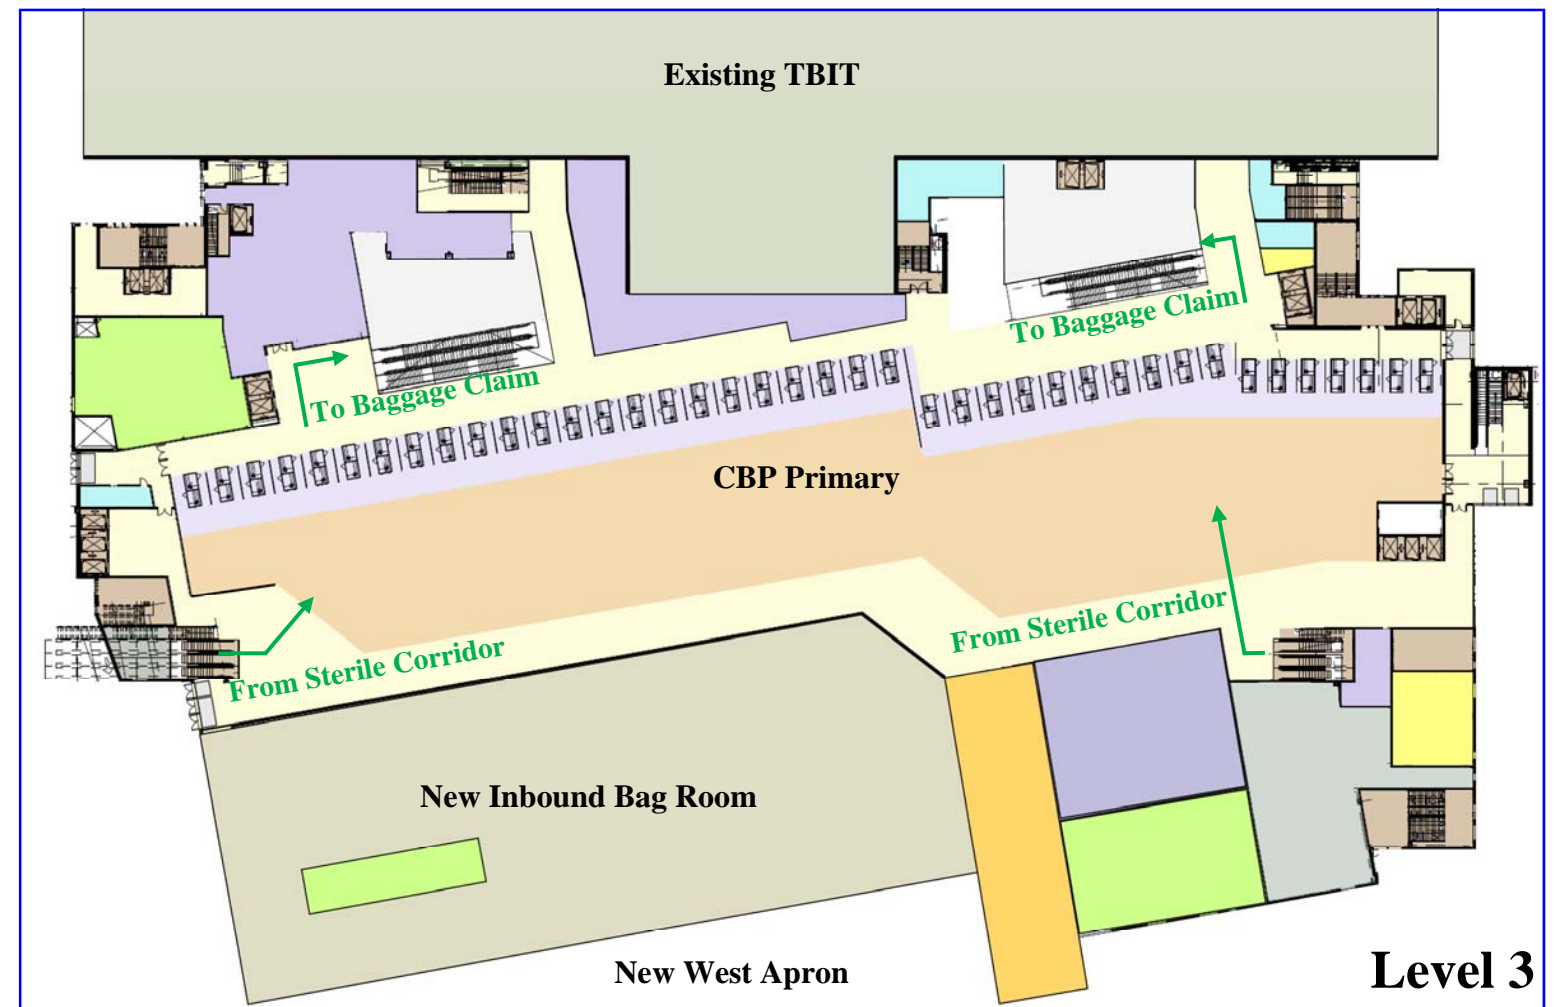 Existing TBIT
To Baggage Claim
To Baggage Claim
CBP Primary
From Sterile Corridor
From Sterile Corridor
New Inbound Bag Room
New West Apron
Level 3